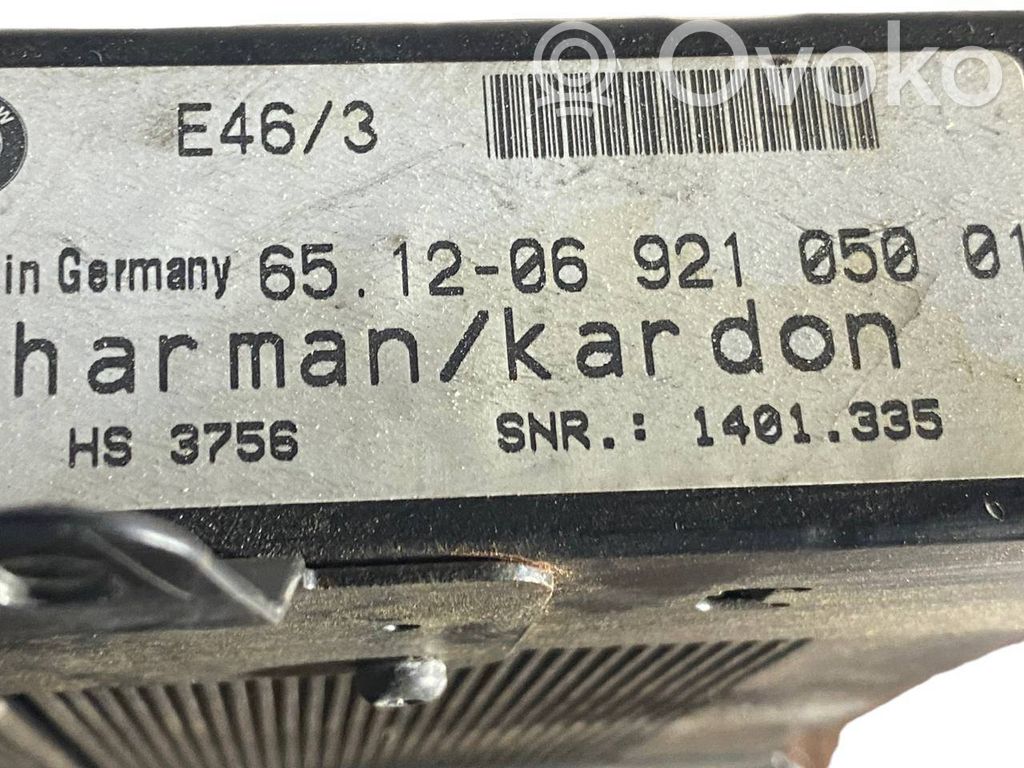 Ovoko
E46/3
in Germany 65.12-06 921 050 01
harman/kardon
HS 3756 SNR.: 1401.335